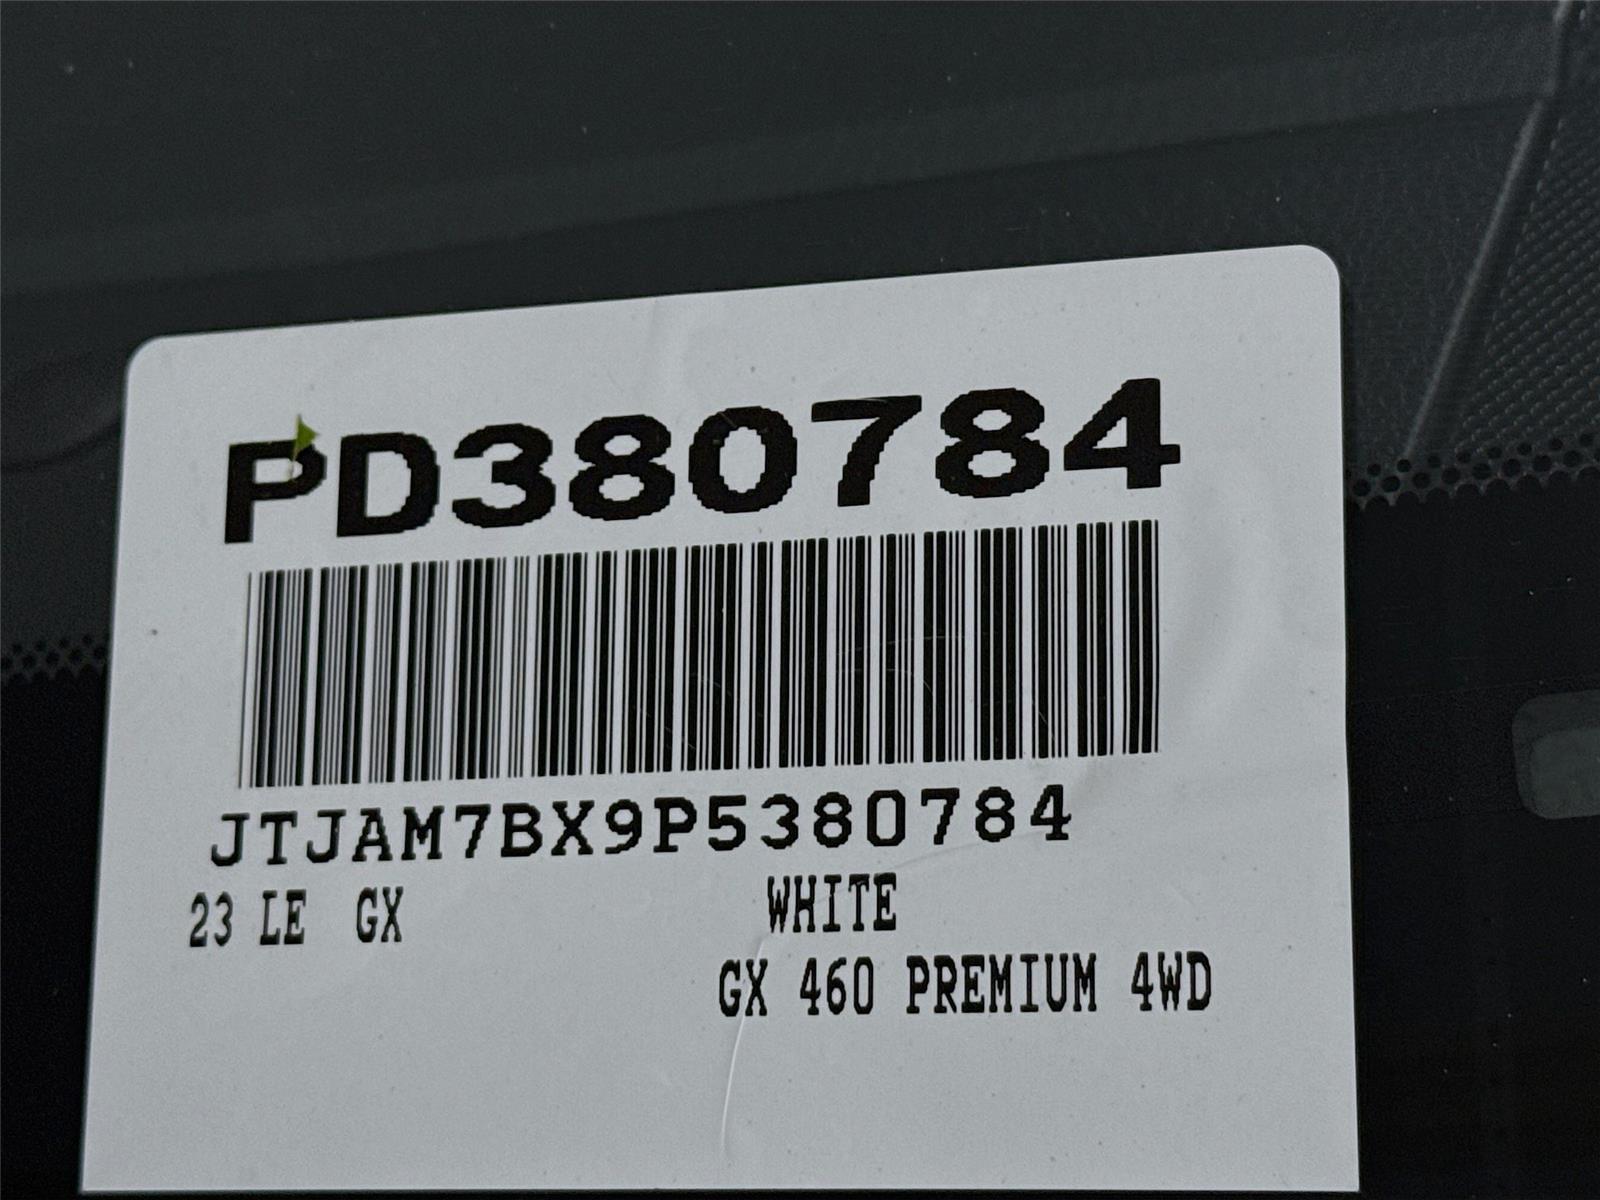 PD380784
JTJAM7BX9P5380784
23 LE GX WHITE
GX 460 PREMIUM 4WD